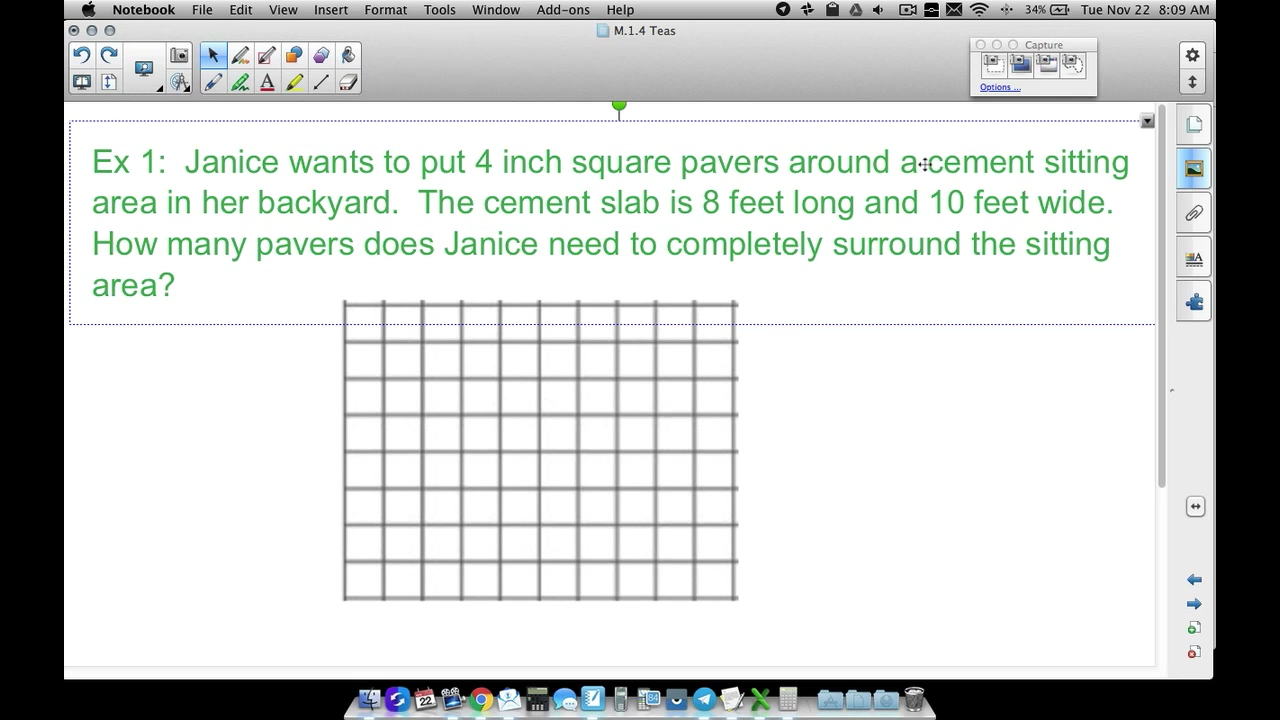 Notebook File Edit View Insert Format Tools Window Add-ons Help 34% Tue Nov 22 8:09 AM
M.1.4 Teas
Capture
Options ...
Ex 1: Janice wants to put 4 inch square pavers around a cement sitting
area in her backyard. The cement slab is 8 feet long and 10 feet wide.
How many pavers does Janice need to completely surround the sitting
area?